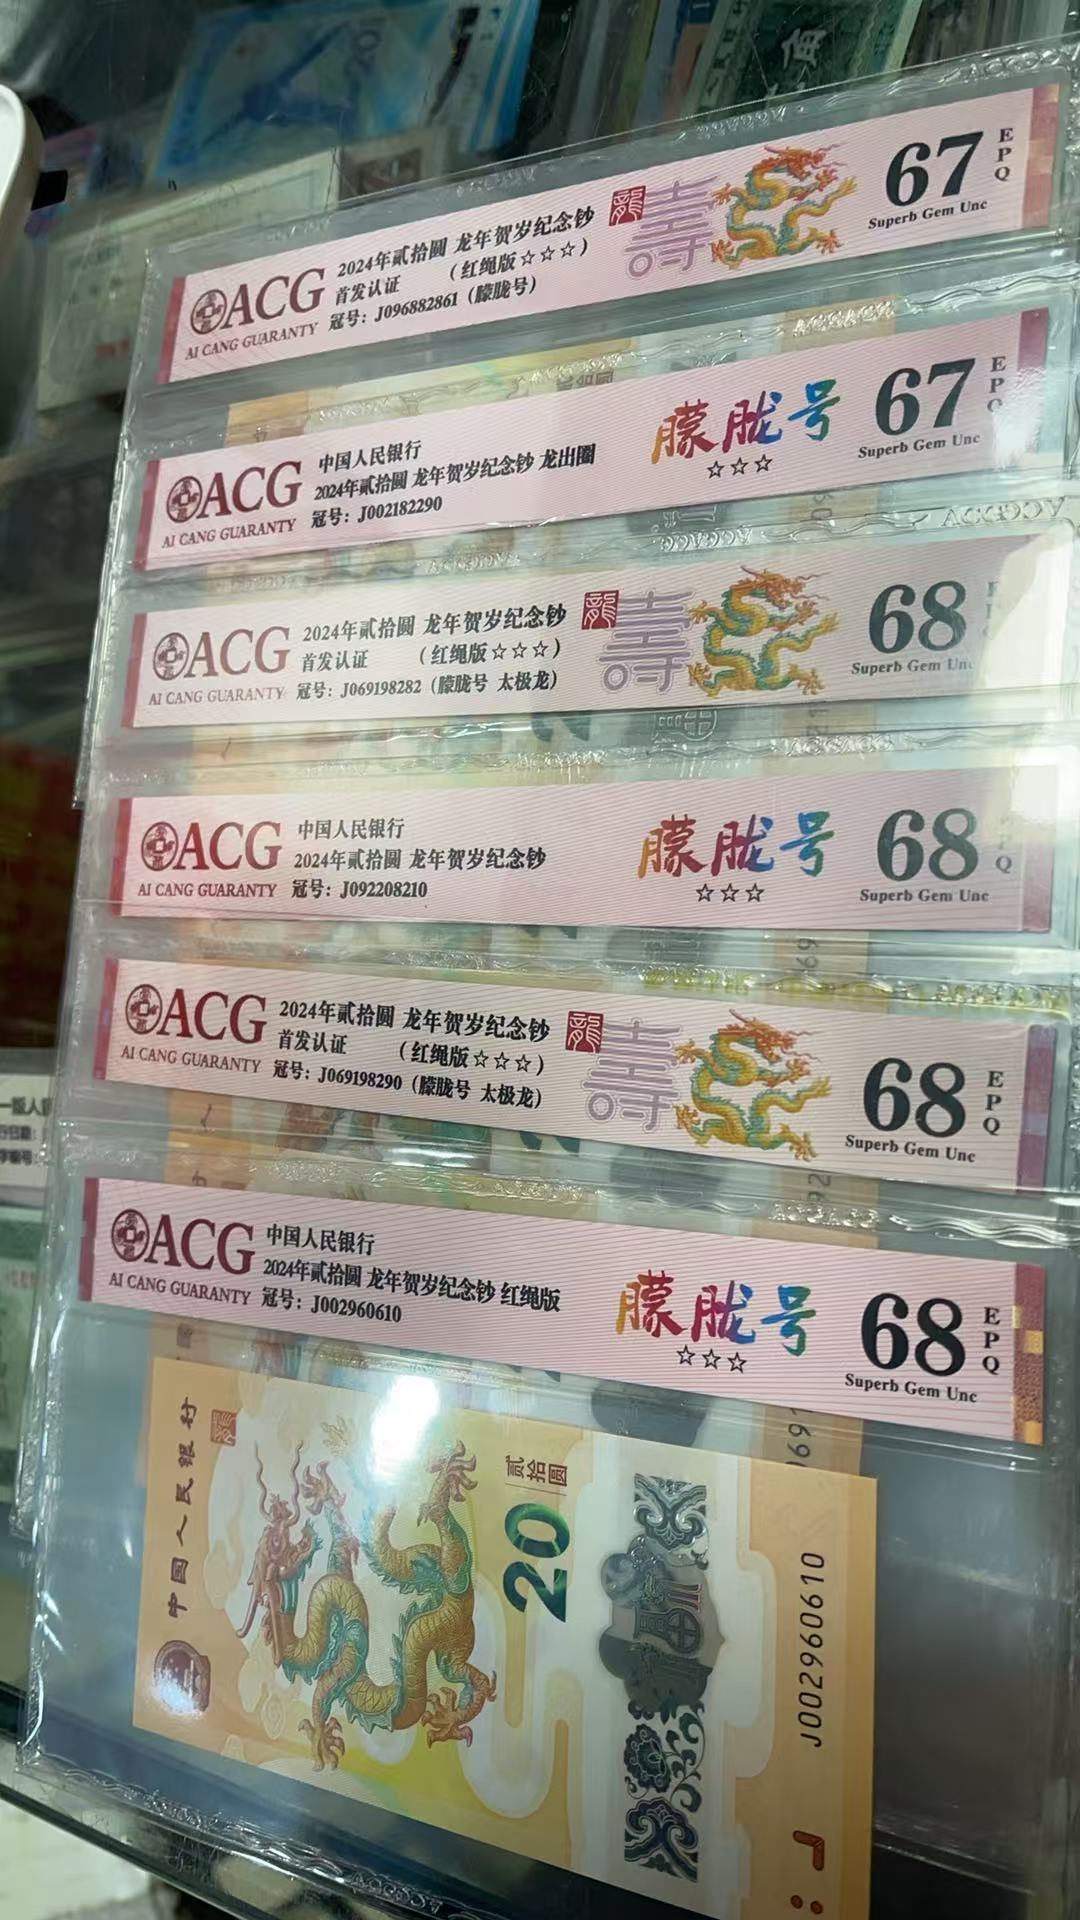 ACG
AI CANG GUARANTY
2024年贰拾圆 龙年贺岁纪念钞
首发认证 （红绳版☆☆☆）
冠号：J096882861（朦胧号）
龍
寿
67
EPQ
Superb Gem Unc
ACG
AI CANG GUARANTY
中国人民银行
2024年贰拾圆 龙年贺岁纪念钞 龙出圈
冠号：J002182290
朦胧号
☆☆☆
67
EPQ
Superb Gem Unc
ACG
AI CANG GUARANTY
2024年贰拾圆 龙年贺岁纪念钞
首发认证 （红绳版☆☆☆）
冠号：J069198282（朦胧号 太极龙）
龍
寿
68
Superb Gem Unc
ACG
AI CANG GUARANTY
中国人民银行
2024年贰拾圆 龙年贺岁纪念钞
冠号：J092208210
朦胧号
☆☆☆
68
EPQ
Superb Gem Unc
ACG
AI CANG GUARANTY
2024年贰拾圆 龙年贺岁纪念钞
首发认证 （红绳版☆☆☆）
冠号：J069198290（朦胧号 太极龙）
龍
寿
68
EPQ
Superb Gem Unc
ACG
AI CANG GUARANTY
中国人民银行
2024年贰拾圆 龙年贺岁纪念钞 红绳版
冠号：J002960610
朦胧号
☆☆☆
68
EPQ
Superb Gem Unc
中国人民银行
贰拾圆
20
J002960610